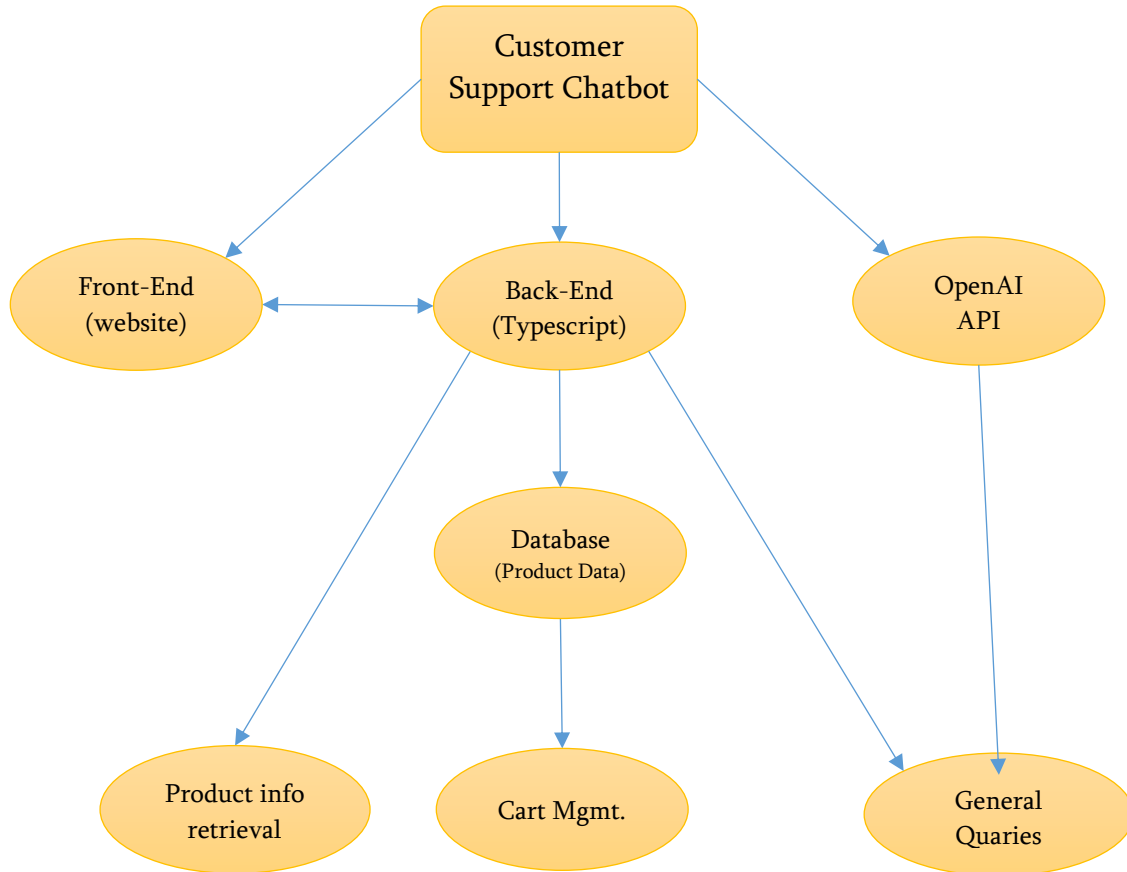 Customer
Support Chatbot
Front-End
(website)
Back-End
(Typescript)
OpenAI
API
Database
(Product Data)
Product info
retrieval
Cart Mgmt.
General
Quaries